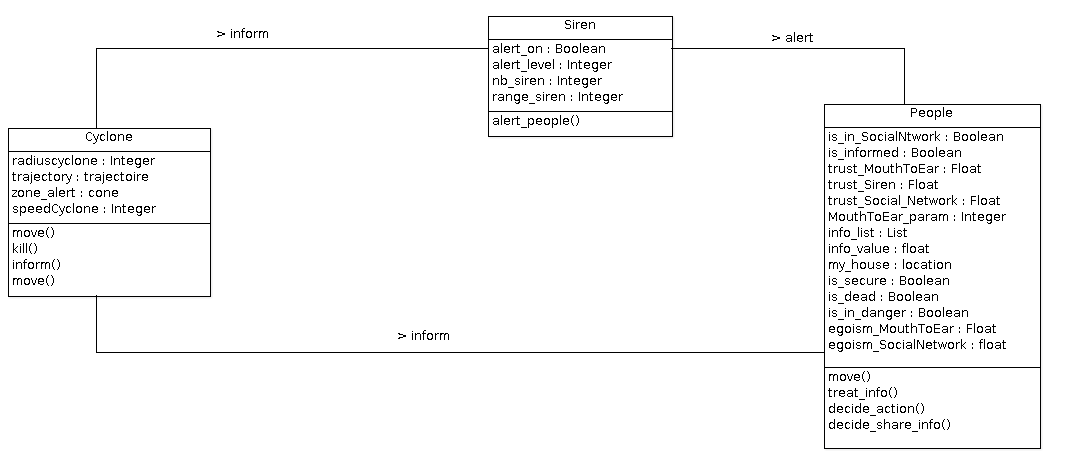 Siren
> inform
> alert
alert_on : Boolean
alert_level : Integer
nb_siren : Integer
range_siren : Integer
alert_people()
People
Cyclone
is_in_SocialNtwork : Boolean
is_informed : Boolean
trust_MouthToEar : Float
trust_Siren : Float
trust_Social_Network : Float
MouthToEar_param : Integer
info_list : List
info_value : float
my_house : location
is_secure : Boolean
is_dead : Boolean
is_in_danger : Boolean
egoism_MouthToEar : Float
egoism_SocialNetwork : float
radiuscyclone : Integer
trajectory : trajectoire
zone_alert : cone
speedCyclone : Integer
move()
kill()
inform()
move()
> inform
move()
treat_info()
decide_action()
decide_share_info()